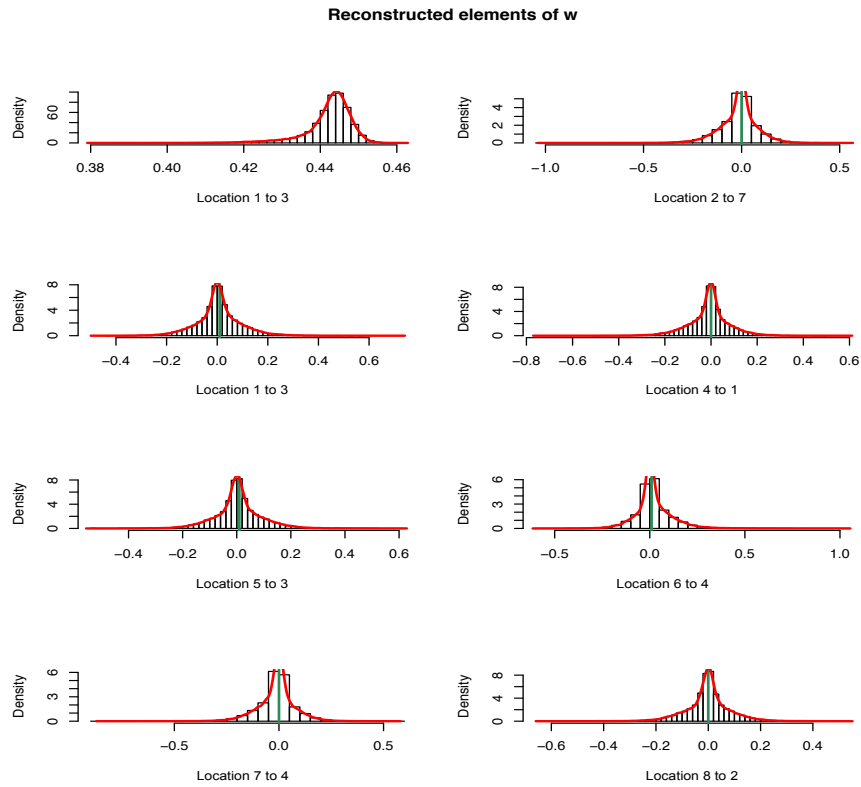 Reconstructed elements of w
Density
0 60
0.38 0.40 0.42 0.44 0.46
Location 1 to 3
Density
0 2 4
−1.0 −0.5 0.0 0.5
Location 2 to 7
Density
0 4 8
−0.4 −0.2 0.0 0.2 0.4 0.6
Location 1 to 3
Density
0 4 8
−0.8 −0.6 −0.4 −0.2 0.0 0.2 0.4 0.6
Location 4 to 1
Density
0 4 8
−0.4 −0.2 0.0 0.2 0.4 0.6
Location 5 to 3
Density
0 3 6
−0.5 0.0 0.5 1.0
Location 6 to 4
Density
0 3 6
−0.5 0.0 0.5
Location 7 to 4
Density
0 4 8
−0.6 −0.4 −0.2 0.0 0.2 0.4
Location 8 to 2